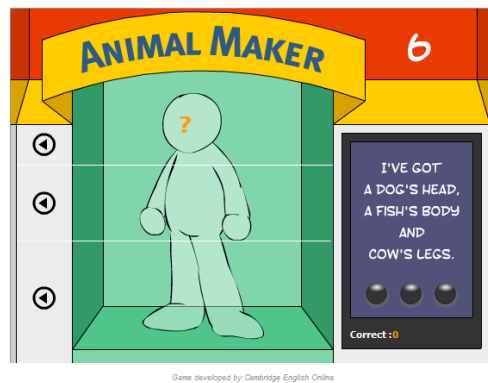 ANIMAL MAKER
6
?
I'VE GOT
A DOG'S HEAD,
A FISH'S BODY
AND
COW'S LEGS.
Correct :0
Game developed by Cambridge English Online